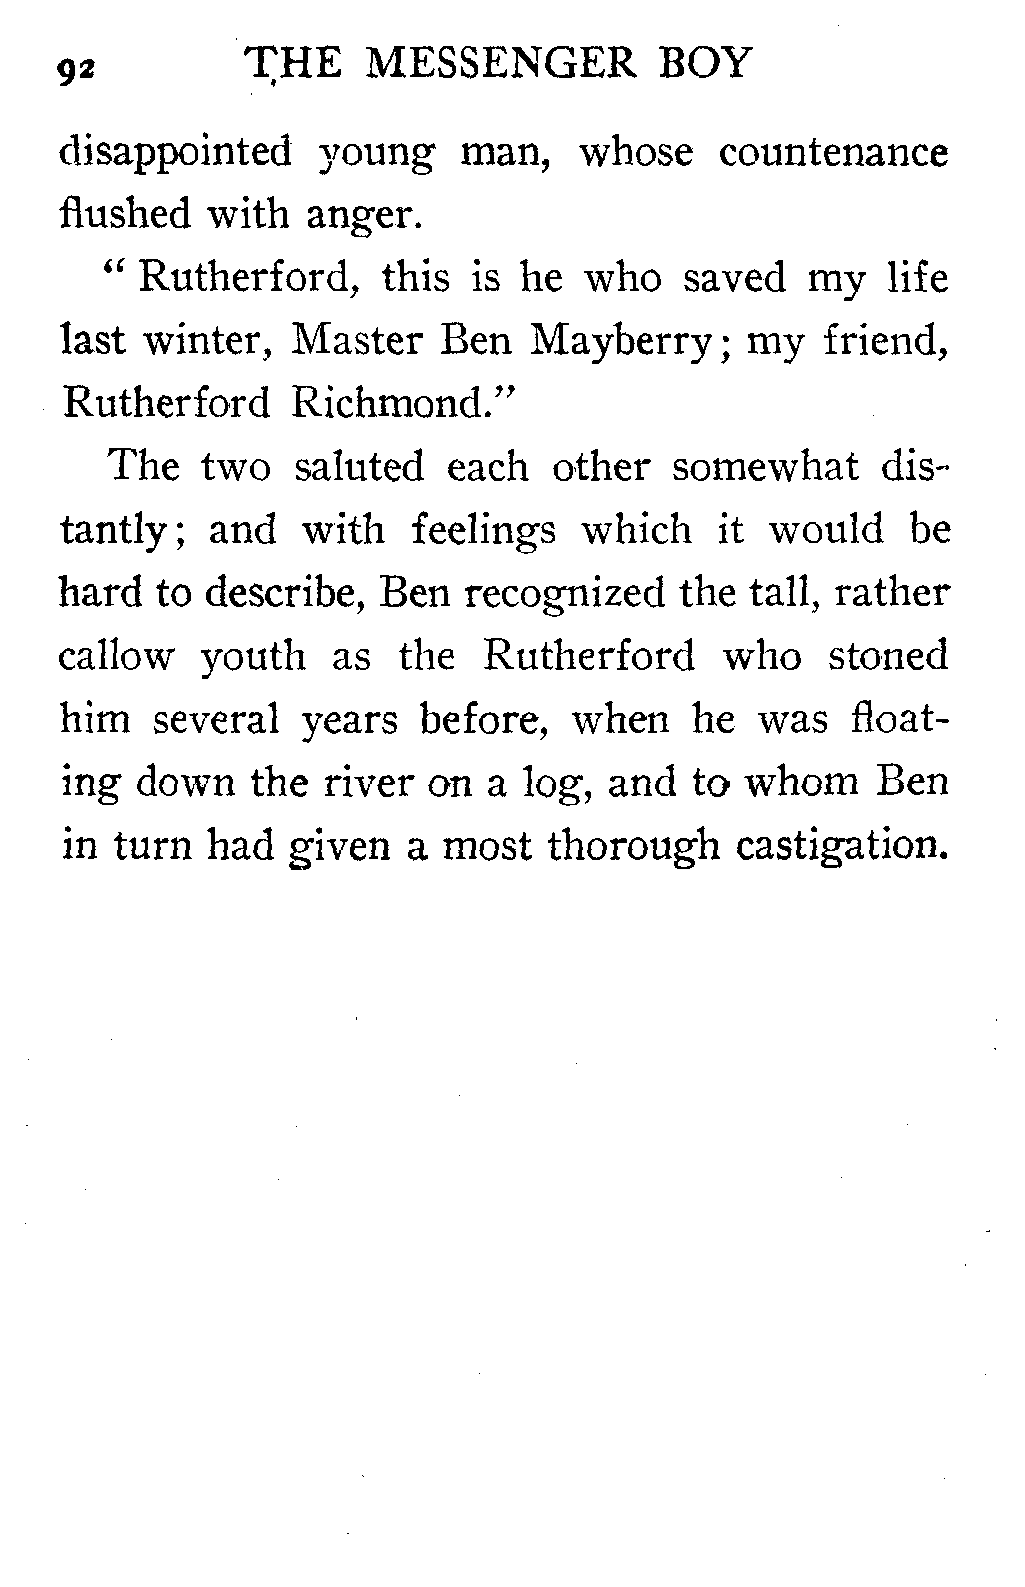 92 THE MESSENGER BOY
disappointed young man, whose countenance
flushed with anger.
“Rutherford, this is he who saved my life
last winter, Master Ben Mayberry; my friend,
Rutherford Richmond.”
The two saluted each other somewhat dis-
tantly; and with feelings which it would be
hard to describe, Ben recognized the tall, rather
callow youth as the Rutherford who stoned
him several years before, when he was float-
ing down the river on a log, and to whom Ben
in turn had given a most thorough castigation.